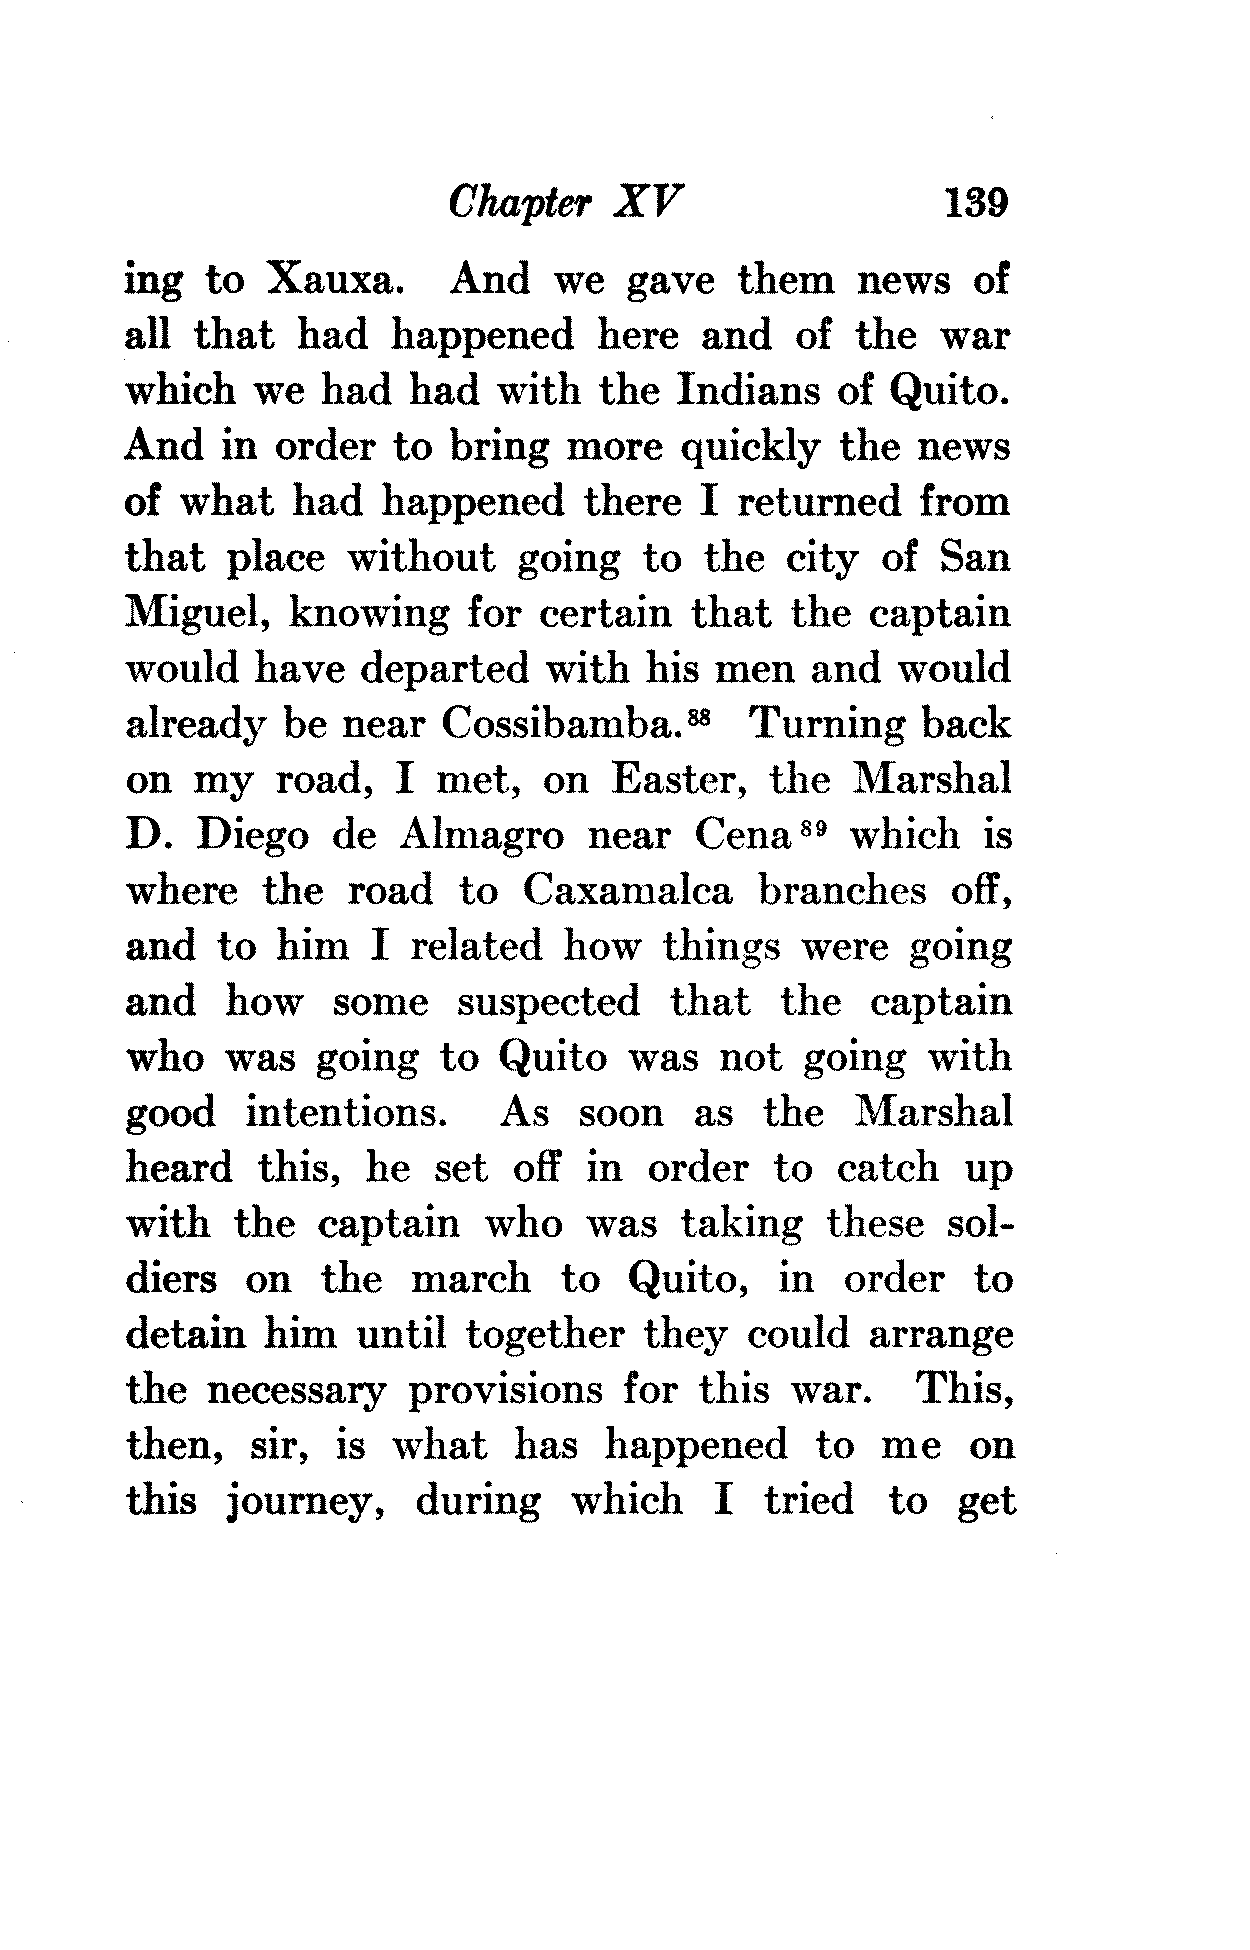 Chapter XV 139
ing to Xauxa. And we gave them news of
all that had happened here and of the war
which we had had with the Indians of Quito.
And in order to bring more quickly the news
of what had happened there I returned from
that place without going to the city of San
Miguel, knowing for certain that the captain
would have departed with his men and would
already be near Cossibamba.⁸⁸ Turning back
on my road, I met, on Easter, the Marshal
D. Diego de Almagro near Cena⁸⁹ which is
where the road to Caxamalca branches off,
and to him I related how things were going
and how some suspected that the captain
who was going to Quito was not going with
good intentions. As soon as the Marshal
heard this, he set off in order to catch up
with the captain who was taking these sol-
diers on the march to Quito, in order to
detain him until together they could arrange
the necessary provisions for this war. This,
then, sir, is what has happened to me on
this journey, during which I tried to get